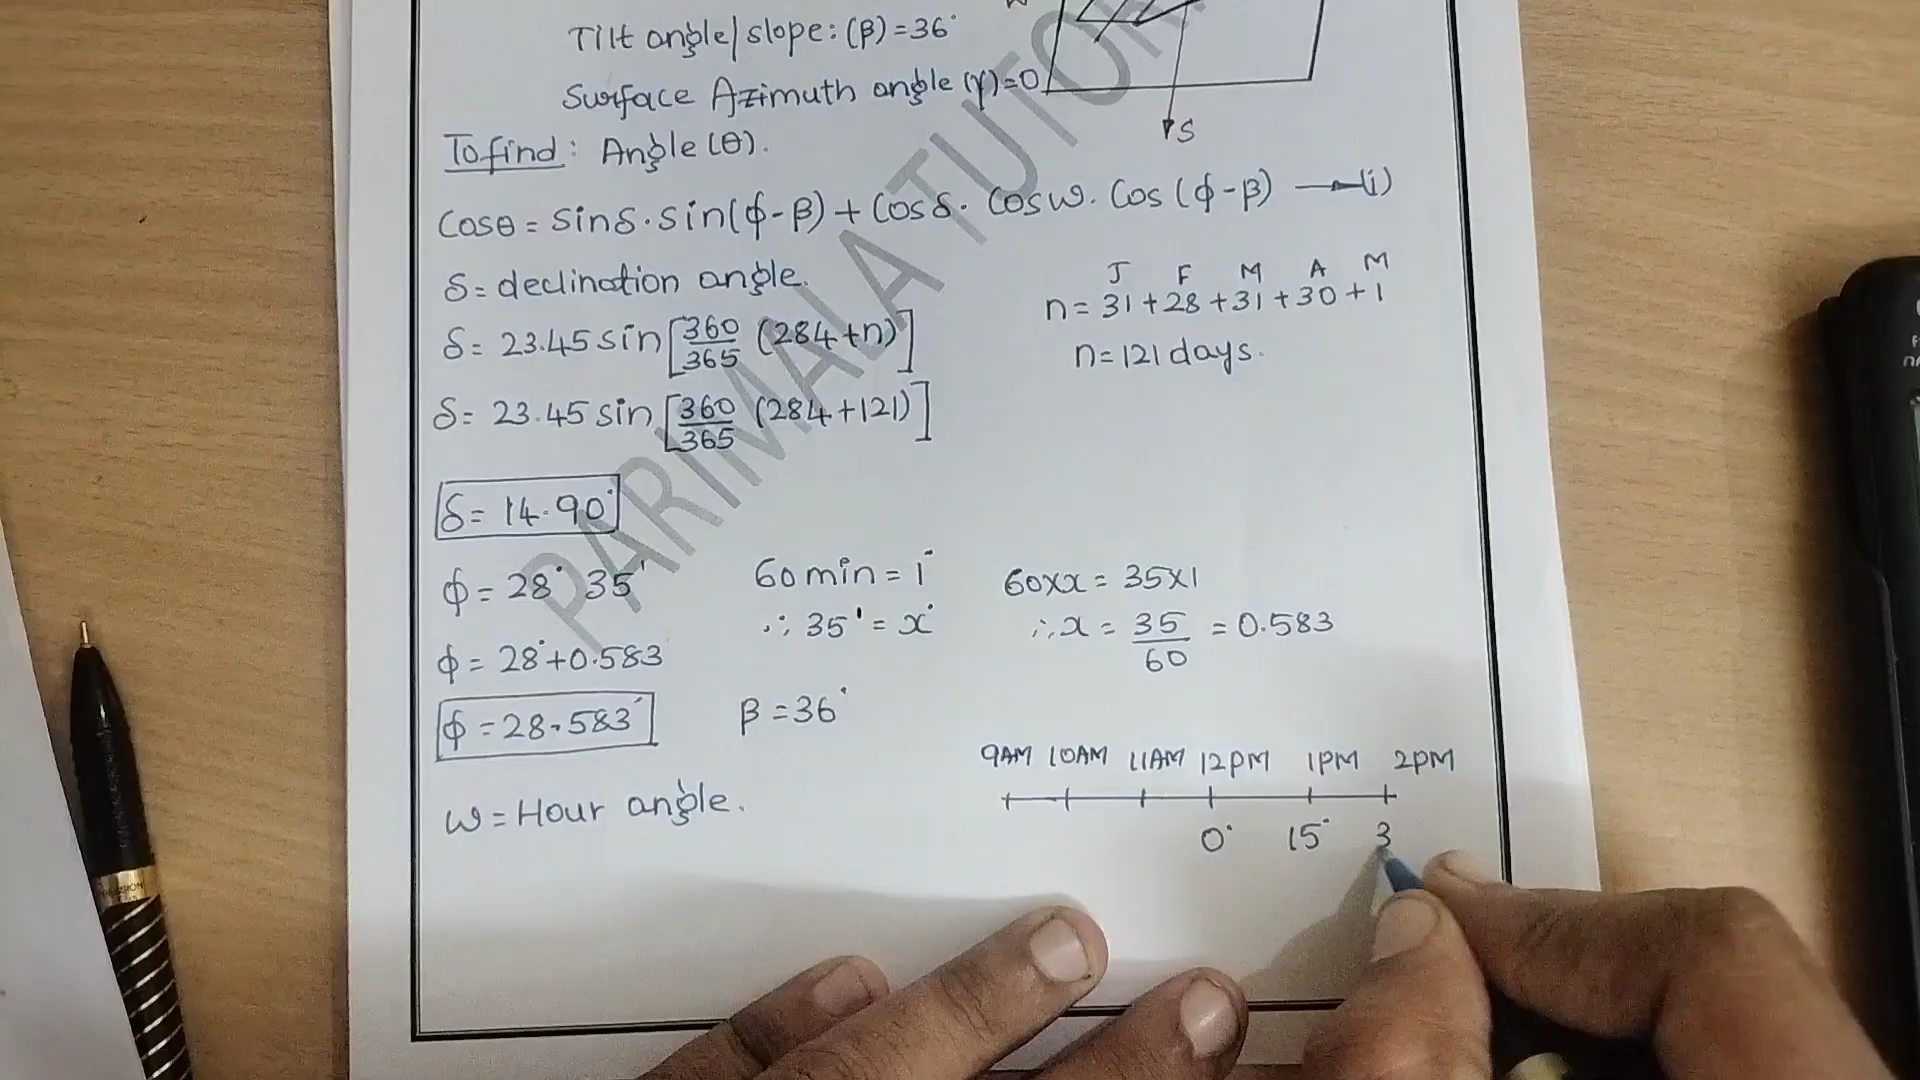 Tilt angle/slope: (β)=36°
Surface Azimuth angle (γ)=0
S
To find: Angle (θ).
Cosθ = sinδ. sin(ϕ-β) + Cosδ. Cosω. Cos (ϕ-β) → (i)
δ = declination angle.
J F M A M
n = 31 + 28 + 31 + 30 + 1
δ = 23.45 sin [360/365 (284+n)]
n = 121 days.
δ = 23.45 sin [360/365 (284+121)]
δ = 14.90°
ϕ = 28° 35'
60 min = 1°
60xx = 35x1
∴ 35' = x°
∴ x = 35/60 = 0.583
ϕ = 28°+0.583
ϕ = 28.583°
β = 36°
9AM 10AM 11AM 12PM 1PM 2PM
ω = Hour angle.
0° 15° 3
PARIMALA TUTOR